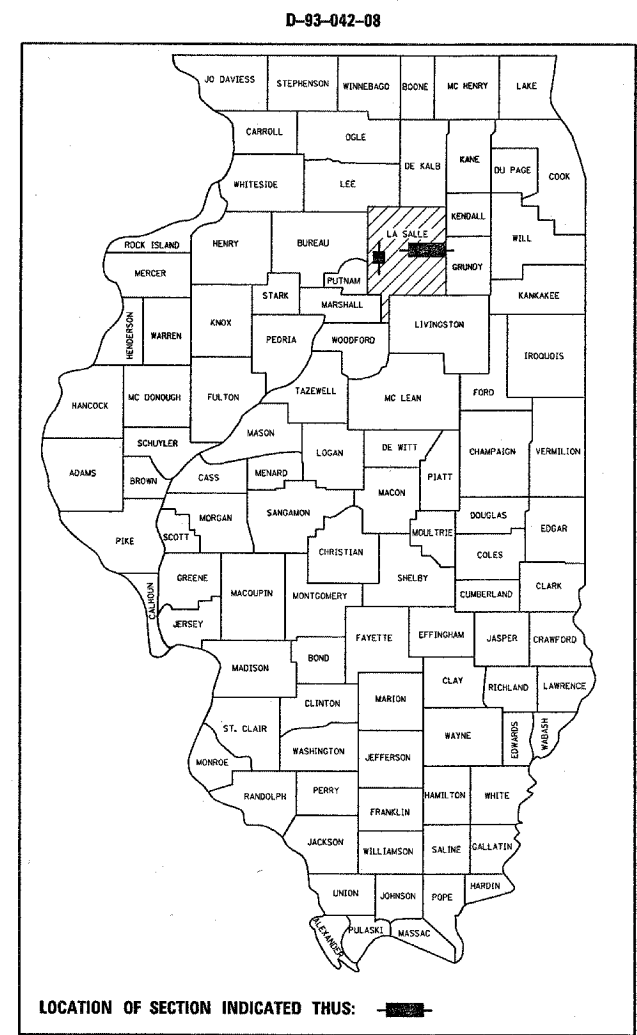 D-93-042-08
JO DAVIESS
STEPHENSON
WINNEBAGO
BOONE
MC HENRY
LAKE
CARROLL
OGLE
DE KALB
KANE
DU PAGE
COOK
WHITESIDE
LEE
KENDALL
ROCK ISLAND
HENRY
BUREAU
LA SALLE
GRUNDY
WILL
MERCER
PUTNAM
KANKAKEE
HENDERSON
WARREN
KNOX
STARK
MARSHALL
LIVINGSTON
PEORIA
WOODFORD
IROQUOIS
HANCOCK
MC DONOUGH
FULTON
TAZEWELL
MC LEAN
FORD
SCHUYLER
MASON
LOGAN
DE WITT
CHAMPAIGN
VERMILION
ADAMS
BROWN
CASS
MENARD
MACON
PIATT
PIKE
SCOTT
MORGAN
SANGAMON
CHRISTIAN
MOULTRIE
DOUGLAS
EDGAR
COLES
CALHOUN
GREENE
MACOUPIN
MONTGOMERY
SHELBY
CUMBERLAND
CLARK
JERSEY
FAYETTE
EFFINGHAM
JASPER
CRAWFORD
MADISON
BOND
CLAY
RICHLAND
LAWRENCE
CLINTON
MARION
ST. CLAIR
WASHINGTON
WAYNE
EDWARDS
WABASH
MONROE
JEFFERSON
RANDOLPH
PERRY
HAMILTON
WHITE
FRANKLIN
JACKSON
WILLIAMSON
SALINE
GALLATIN
UNION
JOHNSON
POPE
HARDIN
ALEXANDER
PULASKI
MASSAC
LOCATION OF SECTION INDICATED THUS: